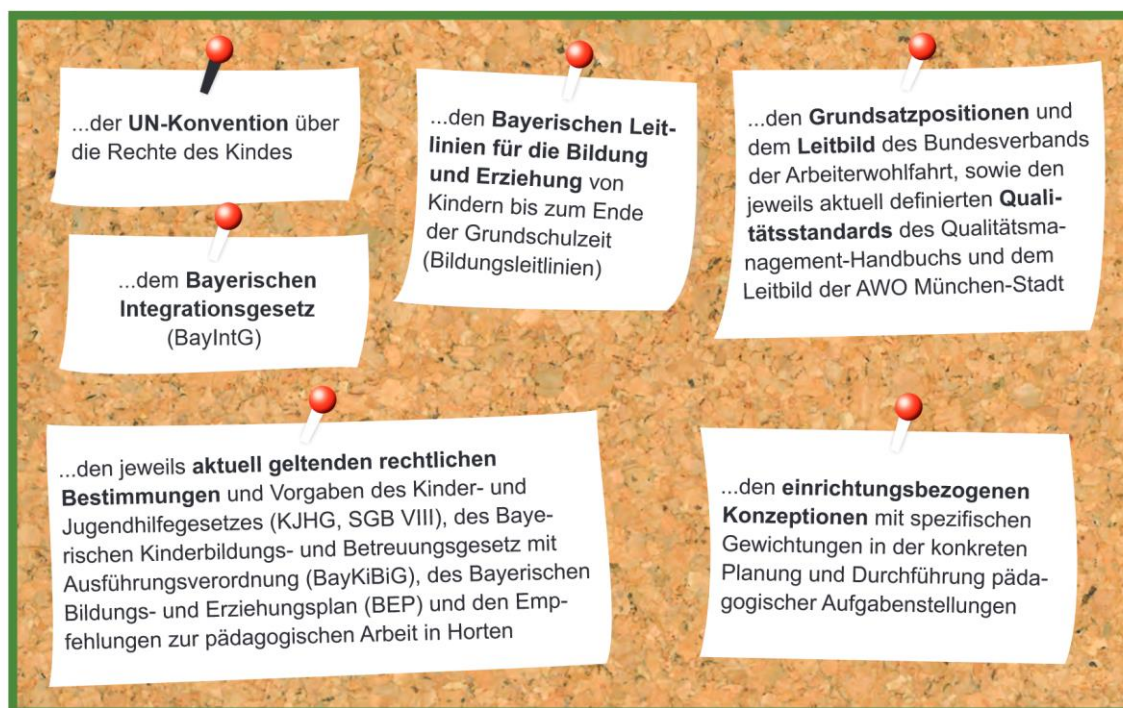 ...der UN-Konvention über
die Rechte des Kindes
...dem Bayerischen
Integrationsgesetz
(BayIntG)
...den Bayerischen Leit-
linien für die Bildung
und Erziehung von
Kindern bis zum Ende
der Grundschulzeit
(Bildungsleitlinien)
...den Grundsatzpositionen und
dem Leitbild des Bundesverbands
der Arbeiterwohlfahrt, sowie den
jeweils aktuell definierten Quali-
tätsstandards des Qualitätsma-
nagement-Handbuchs und dem
Leitbild der AWO München-Stadt
...den jeweils aktuell geltenden rechtlichen
Bestimmungen und Vorgaben des Kinder- und
Jugendhilfegesetzes (KJHG, SGB VIII), des Baye-
rischen Kinderbildungs- und Betreuungsgesetz mit
Ausführungsverordnung (BayKiBiG), des Bayerischen
Bildungs- und Erziehungsplan (BEP) und den Emp-
fehlungen zur pädagogischen Arbeit in Horten
...den einrichtungsbezogenen
Konzeptionen mit spezifischen
Gewichtungen in der konkreten
Planung und Durchführung päda-
gogischer Aufgabenstellungen